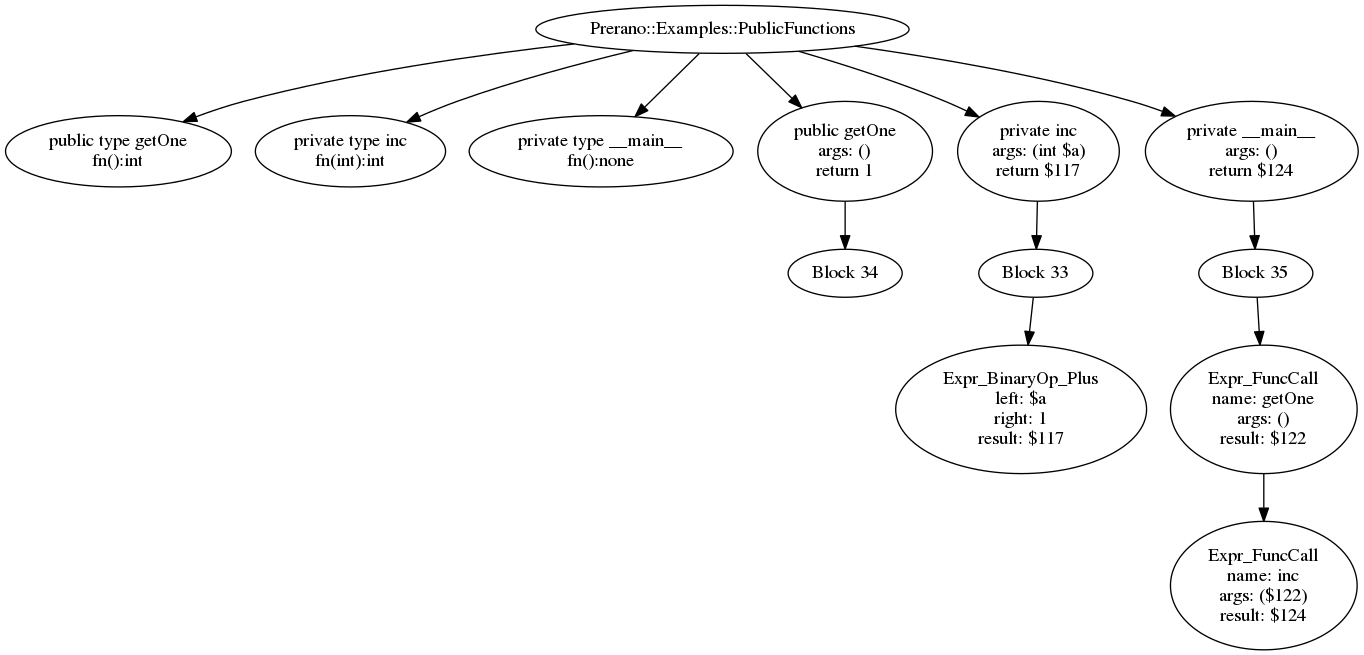 Prerano::Examples::PublicFunctions
public type getOne
fn():int
private type inc
fn(int):int
private type __main__
fn():none
public getOne
args: ()
return 1
private inc
args: (int $a)
return $117
private __main__
args: ()
return $124
Block 34
Block 33
Block 35
Expr_BinaryOp_Plus
left: $a
right: 1
result: $117
Expr_FuncCall
name: getOne
args: ()
result: $122
Expr_FuncCall
name: inc
args: ($122)
result: $124